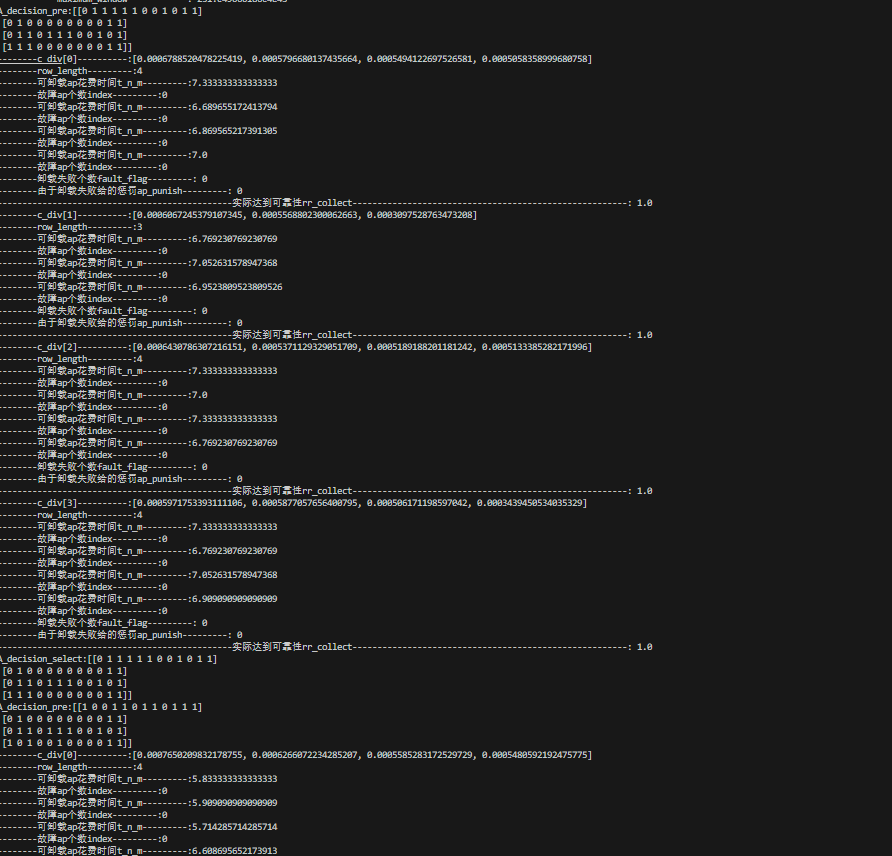 A_decision_pre:[[0 1 1 1 1 1 0 0 1 0 1 1]
[0 1 0 0 0 0 0 0 0 0 1 1]
[0 1 1 0 1 1 1 0 0 1 0 1]
[1 1 1 0 0 0 0 0 0 0 1 1]]
--------c_div[0]----------:[0.0006788520478225419, 0.0005796680137435664, 0.0005494122697526581, 0.0005058358999680758]
--------row_length---------:4
--------可卸载ap花费时间t_n_m---------:7.333333333333333
--------故障ap个数index---------:0
--------可卸载ap花费时间t_n_m---------:6.689655172413794
--------故障ap个数index---------:0
--------可卸载ap花费时间t_n_m---------:6.869565217391305
--------故障ap个数index---------:0
--------可卸载ap花费时间t_n_m---------:7.0
--------故障ap个数index---------:0
--------卸载失败个数fault_flag---------: 0
--------由于卸载失败给的惩罚ap_punish---------: 0
--------------------------------------------------实际达到可靠性rr_collect-----------------------------------------------------------: 1.0
--------c_div[1]----------:[0.0006067245379107345, 0.0005568802300062663, 0.0003097528763473208]
--------row_length---------:3
--------可卸载ap花费时间t_n_m---------:6.769230769230769
--------故障ap个数index---------:0
--------可卸载ap花费时间t_n_m---------:7.052631578947368
--------故障ap个数index---------:0
--------可卸载ap花费时间t_n_m---------:6.9523809523809526
--------故障ap个数index---------:0
--------卸载失败个数fault_flag---------: 0
--------由于卸载失败给的惩罚ap_punish---------: 0
--------------------------------------------------实际达到可靠性rr_collect-----------------------------------------------------------: 1.0
--------c_div[2]----------:[0.0006430786307216151, 0.0005371129329051709, 0.0005189188201181242, 0.0005133385282171996]
--------row_length---------:4
--------可卸载ap花费时间t_n_m---------:7.333333333333333
--------故障ap个数index---------:0
--------可卸载ap花费时间t_n_m---------:7.0
--------故障ap个数index---------:0
--------可卸载ap花费时间t_n_m---------:7.333333333333333
--------故障ap个数index---------:0
--------可卸载ap花费时间t_n_m---------:6.769230769230769
--------故障ap个数index---------:0
--------卸载失败个数fault_flag---------: 0
--------由于卸载失败给的惩罚ap_punish---------: 0
--------------------------------------------------实际达到可靠性rr_collect-----------------------------------------------------------: 1.0
--------c_div[3]----------:[0.0005971753393111106, 0.0005877057656400795, 0.000506171198597042, 0.0003439450534035329]
--------row_length---------:4
--------可卸载ap花费时间t_n_m---------:7.333333333333333
--------故障ap个数index---------:0
--------可卸载ap花费时间t_n_m---------:6.769230769230769
--------故障ap个数index---------:0
--------可卸载ap花费时间t_n_m---------:7.052631578947368
--------故障ap个数index---------:0
--------可卸载ap花费时间t_n_m---------:6.909090909090909
--------故障ap个数index---------:0
--------卸载失败个数fault_flag---------: 0
--------由于卸载失败给的惩罚ap_punish---------: 0
--------------------------------------------------实际达到可靠性rr_collect-----------------------------------------------------------: 1.0
A_decision_select:[[0 1 1 1 1 1 0 0 1 0 1 1]
[0 1 0 0 0 0 0 0 0 0 1 1]
[0 1 1 0 1 1 1 0 0 1 0 1]
[1 1 1 0 0 0 0 0 0 0 1 1]]
A_decision_pre:[[1 0 0 1 1 0 1 1 0 1 1 1]
[0 1 0 0 0 0 0 0 0 0 1 1]
[0 1 1 0 1 1 1 0 0 1 0 1]
[1 0 1 0 0 1 0 0 0 0 1 1]]
--------c_div[0]----------:[0.0007650209832178755, 0.0006266072234285207, 0.0005585283172529729, 0.0005480592192475775]
--------row_length---------:4
--------可卸载ap花费时间t_n_m---------:5.833333333333333
--------故障ap个数index---------:0
--------可卸载ap花费时间t_n_m---------:5.909090909090909
--------故障ap个数index---------:0
--------可卸载ap花费时间t_n_m---------:5.714285714285714
--------故障ap个数index---------:0
--------可卸载ap花费时间t_n_m---------:6.608695652173913